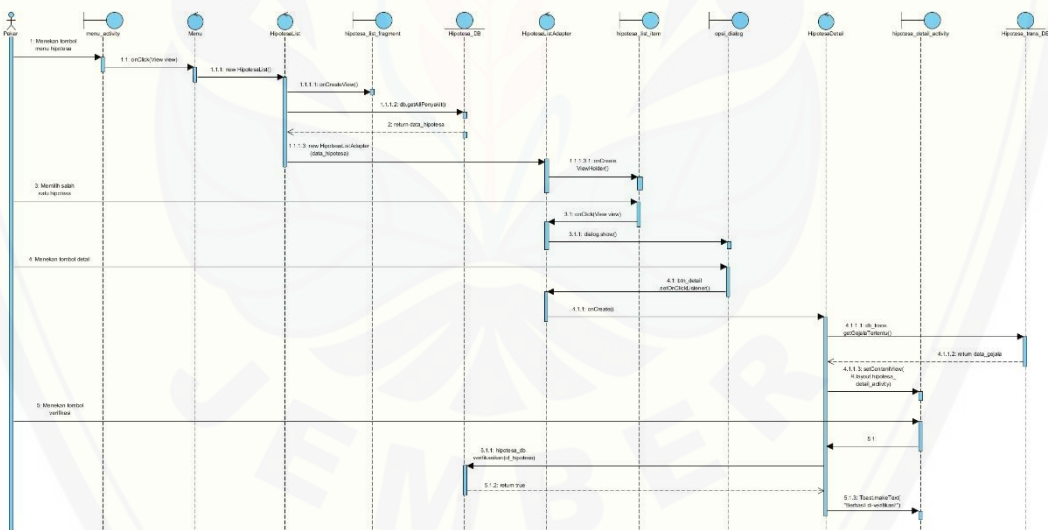 Pakar
menu_activity
Menu
HipotesaList
hipotesa_list_fragment
Hipotesa_DB
HipotesaListAdapter
hipotesa_list_item
opsi_dialog
HipotesaDetail
hipotesa_detail_activity
Hipotesa_trans_DB
1: Menekan tombol
menu hipotesa
1.1: onClick(View view)
1.1.1: new HipotesaList()
1.1.1.1: onCreateView()
1.1.1.2: db.getAllPenyakit()
2: return data_hipotesa
1.1.1.3: new HipotesaListAdapter
(data_hipotesa)
1.1.1.3.1: onCreate
ViewHolder()
3: Memilih salah
satu hipotesa
3.1: onClick(View view)
3.1.1: dialog.show()
4: Menekan tombol detail
4.1: btn_detail
.setOnClickListener()
4.1.1: onCreate()
4.1.1.1: db_trans.
getGejalaTertentu()
4.1.1.2: return data_gejala
4.1.1.3: setContentView(
R.layout.hipotesa_
detail_activity)
5: Menekan tombol
verifikasi
5.1
5.1.1: hipotesa_db.
verifikasikan(id_hipotesa)
5.1.2: return true
5.1.3: Toast.makeText(
"Berhasil di-verifikasi!");
JEMBER